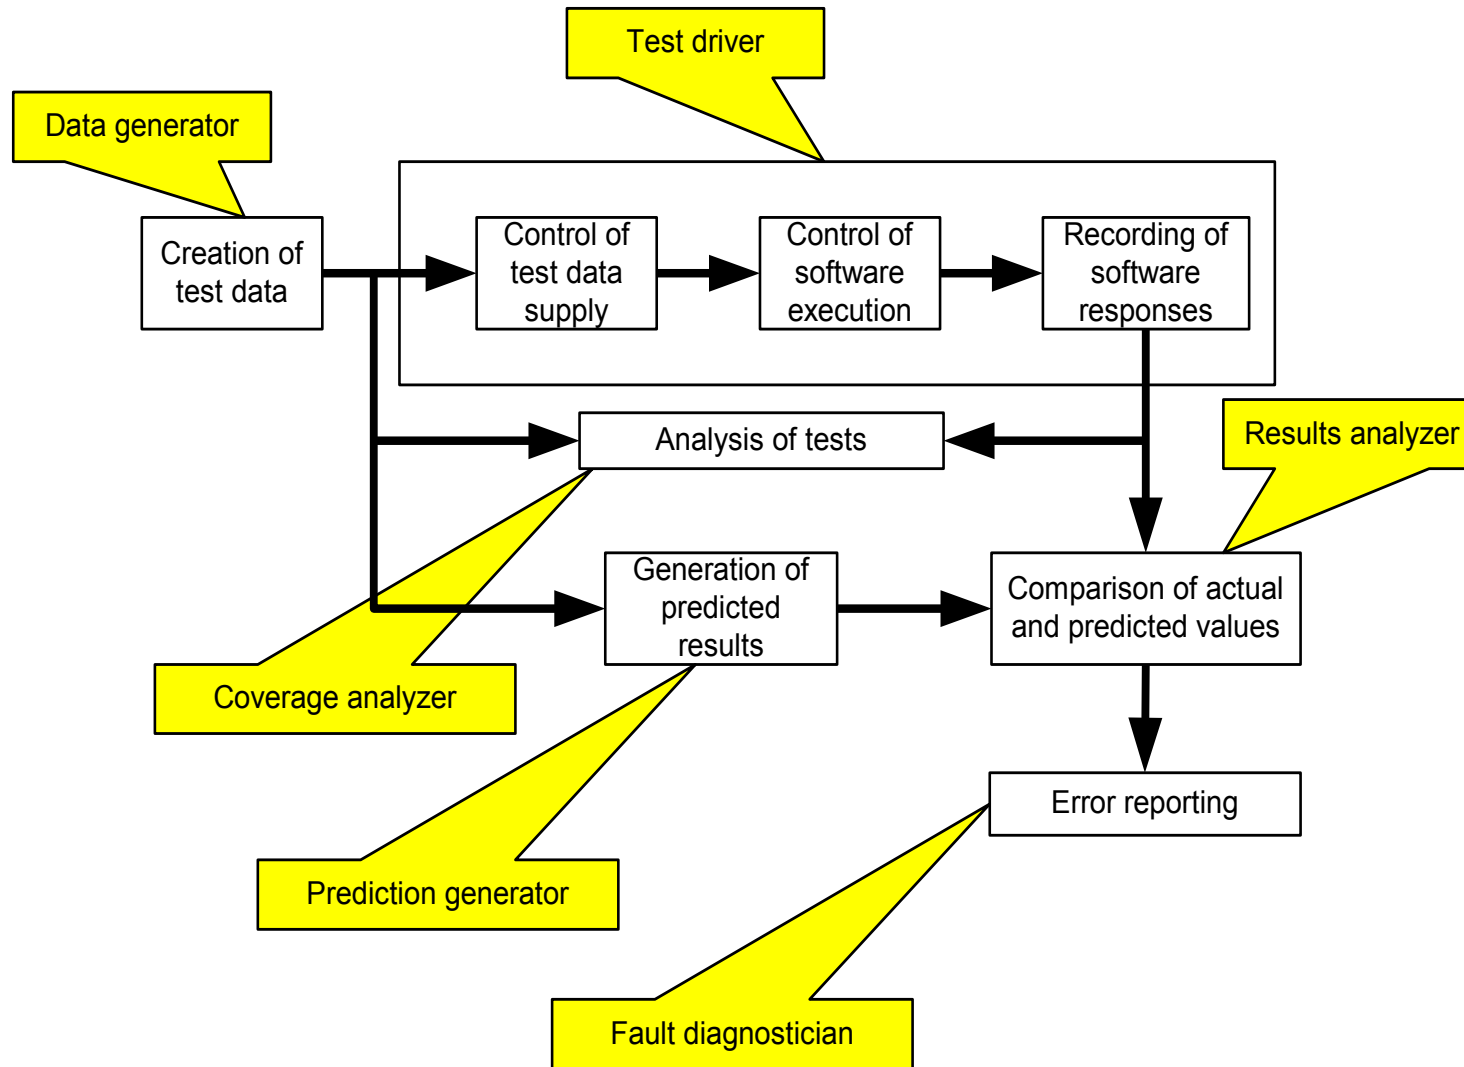 Test driver
Data generator
Creation of
test data
Control of
test data
supply
Control of
software
execution
Recording of
software
responses
Analysis of tests
Results analyzer
Generation of
predicted
results
Comparison of actual
and predicted values
Coverage analyzer
Error reporting
Prediction generator
Fault diagnostician